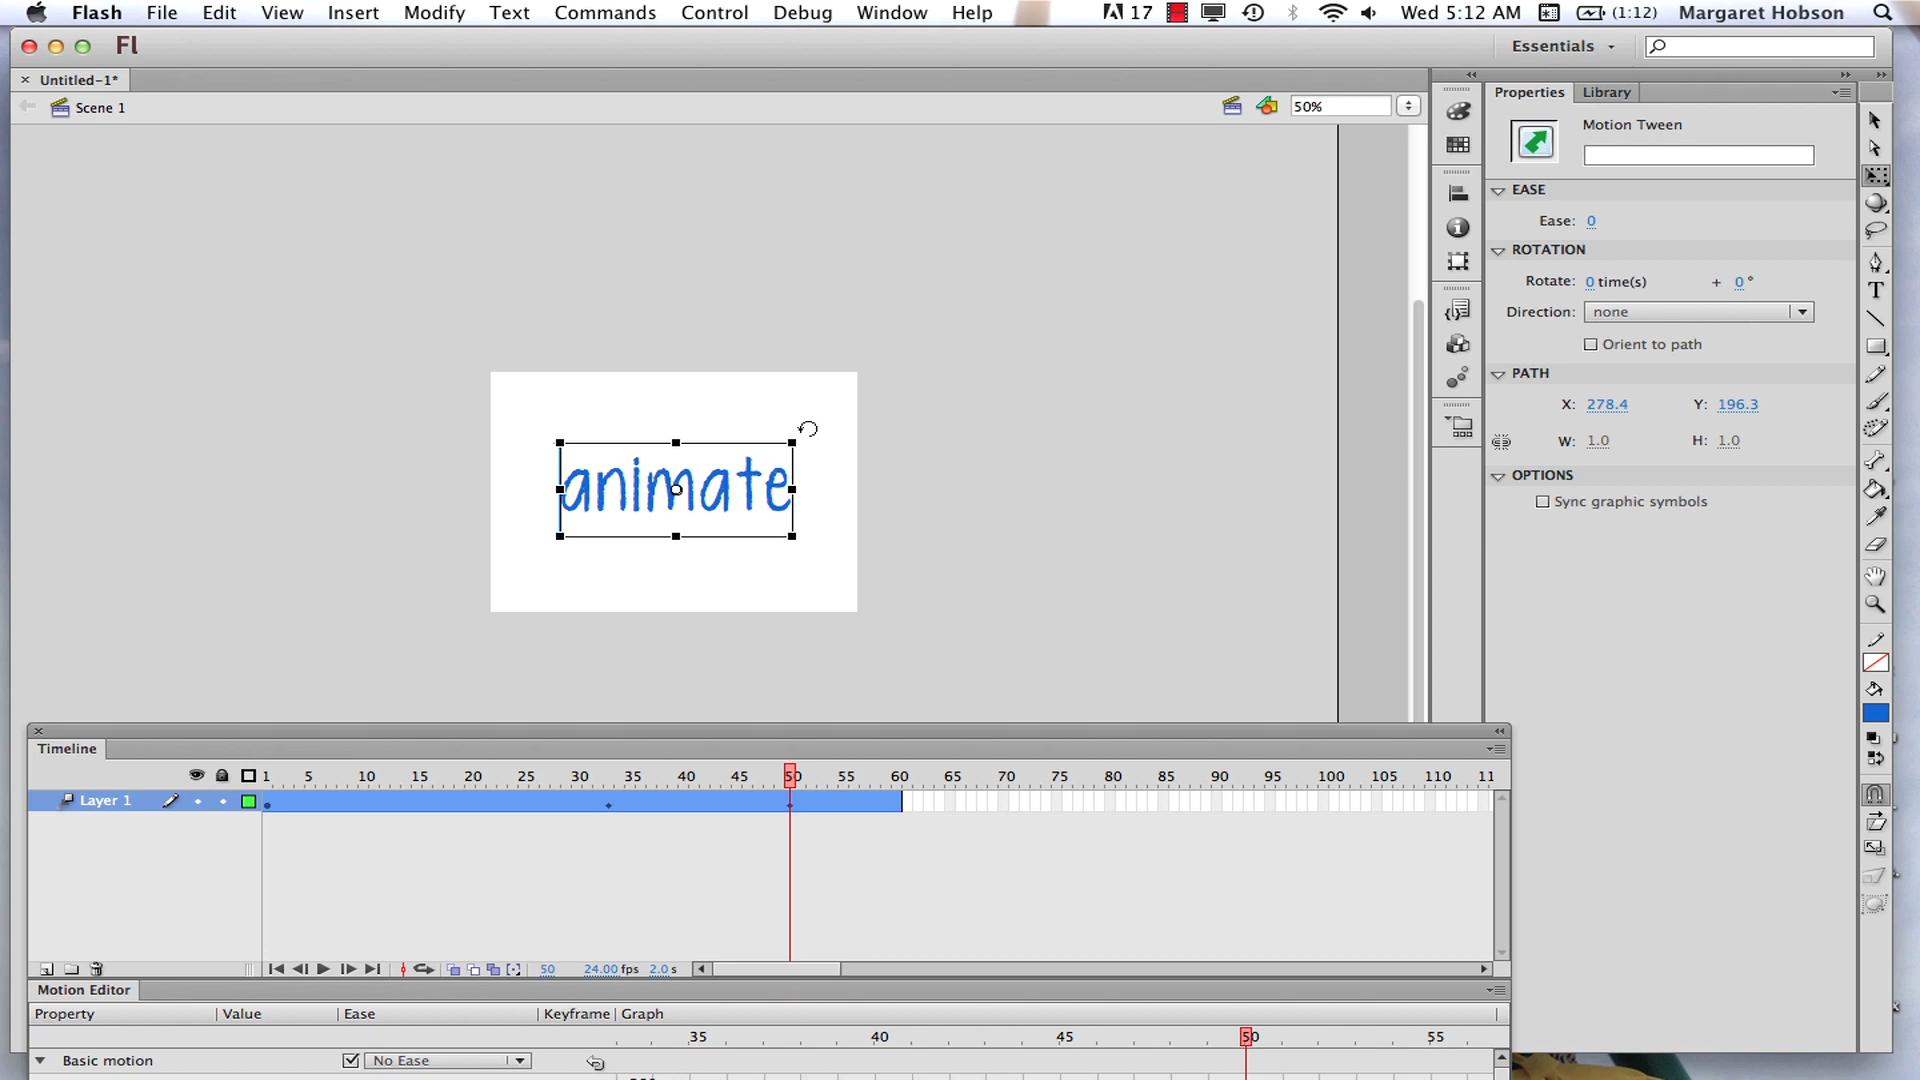 Flash File Edit View Insert Modify Text Commands Control Debug Window Help 17 Wed 5:12 AM (1:12) Margaret Hobson
Fl Essentials
Untitled-1*
Scene 1 50%
Properties Library
Motion Tween
EASE
Ease: 0
ROTATION
Rotate: 0 time(s) + 0°
Direction: none
Orient to path
PATH
X: 278.4 Y: 196.3
W: 1.0 H: 1.0
OPTIONS
Sync graphic symbols
animate
Timeline
1 5 10 15 20 25 30 35 40 45 50 55 60 65 70 75 80 85 90 95 100 105 110 11
Layer 1
50 24.00 fps 2.0 s
Motion Editor
Property Value Ease Keyframe Graph
35 40 45 50 55
Basic motion No Ease